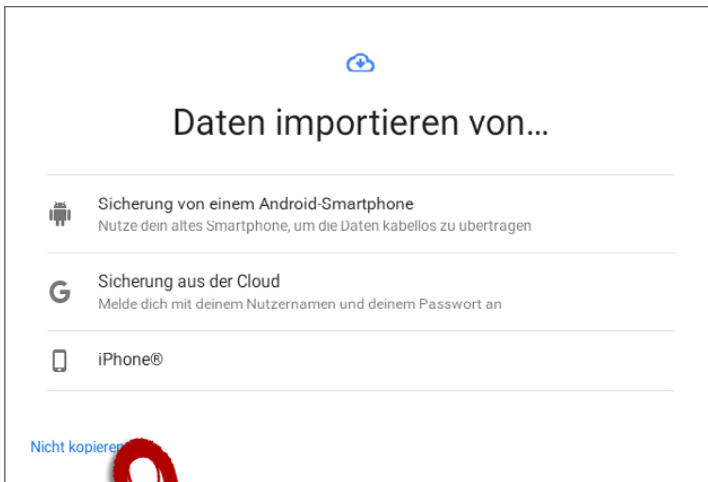 Daten importieren von...
Sicherung von einem Android-Smartphone
Nutze dein altes Smartphone, um die Daten kabellos zu übertragen
Sicherung aus der Cloud
Melde dich mit deinem Nutzernamen und deinem Passwort an
iPhone®
Nicht kopieren